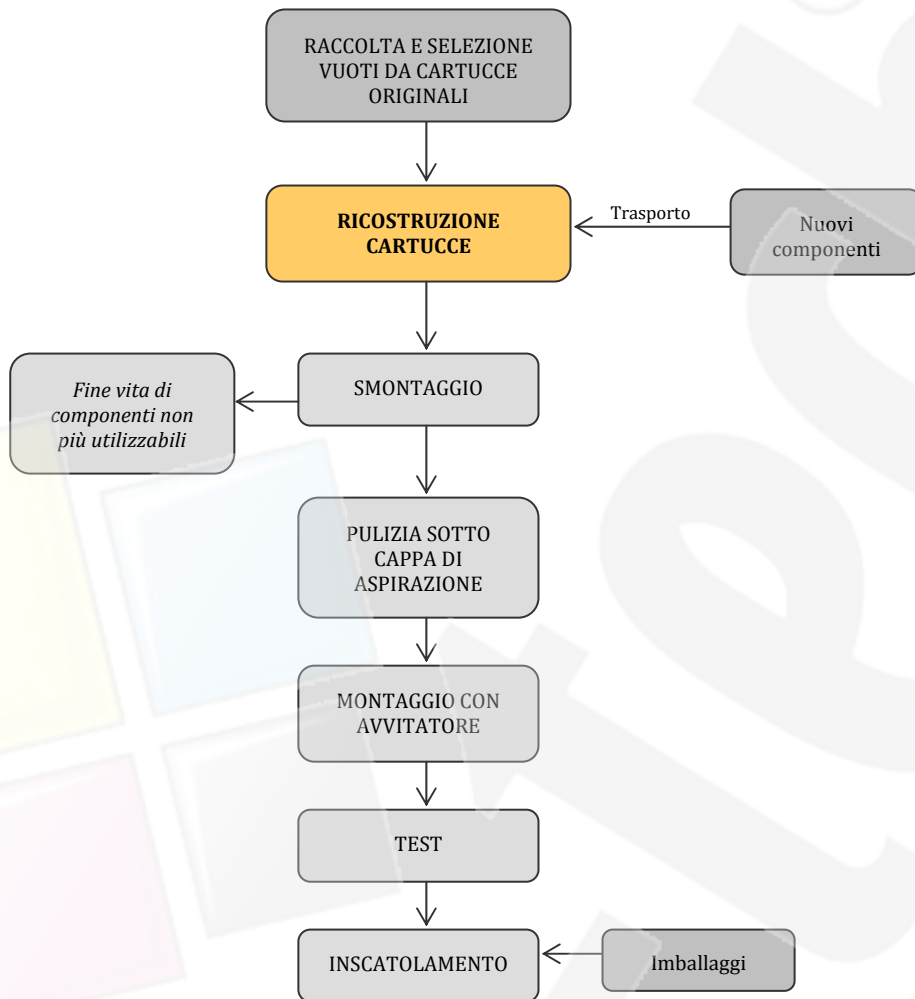 RACCOLTA E SELEZIONE
VUOTI DA CARTUCCE
ORIGINALI
RICOSTRUZIONE
CARTUCCE
Trasporto
Nuovi
componenti
SMONTAGGIO
Fine vita di
componenti non
più utilizzabili
PULIZIA SOTTO
CAPPA DI
ASPIRAZIONE
MONTAGGIO CON
AVVITATORE
TEST
INSCATOLAMENTO
Imballaggi